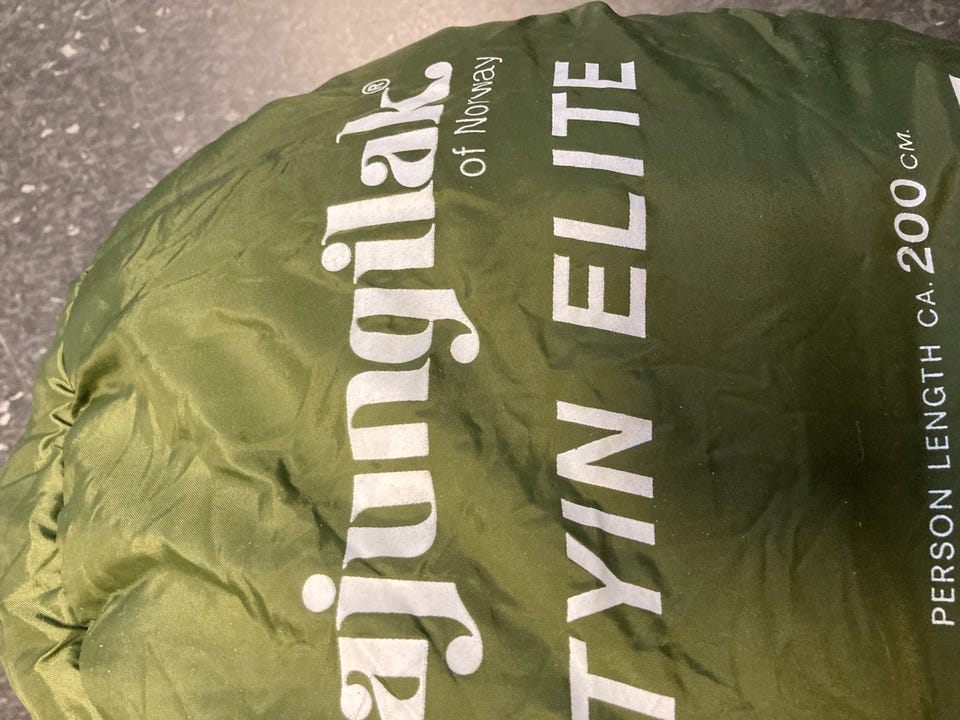 ajungilak®
of Norway
TYIN ELITE
PERSON LENGTH CA. 200 CM.